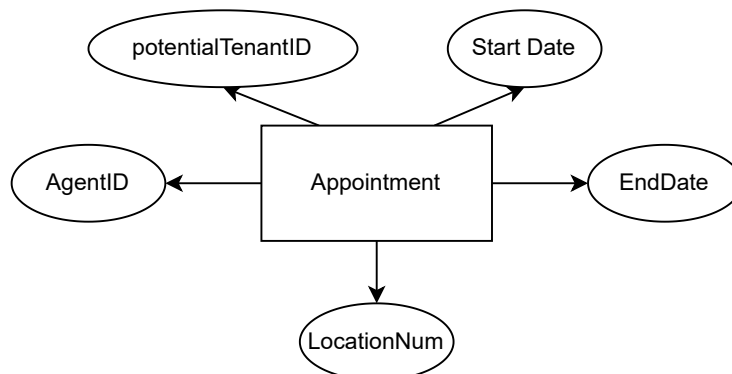 potentialTenantID
Start Date
AgentID
Appointment
EndDate
LocationNum